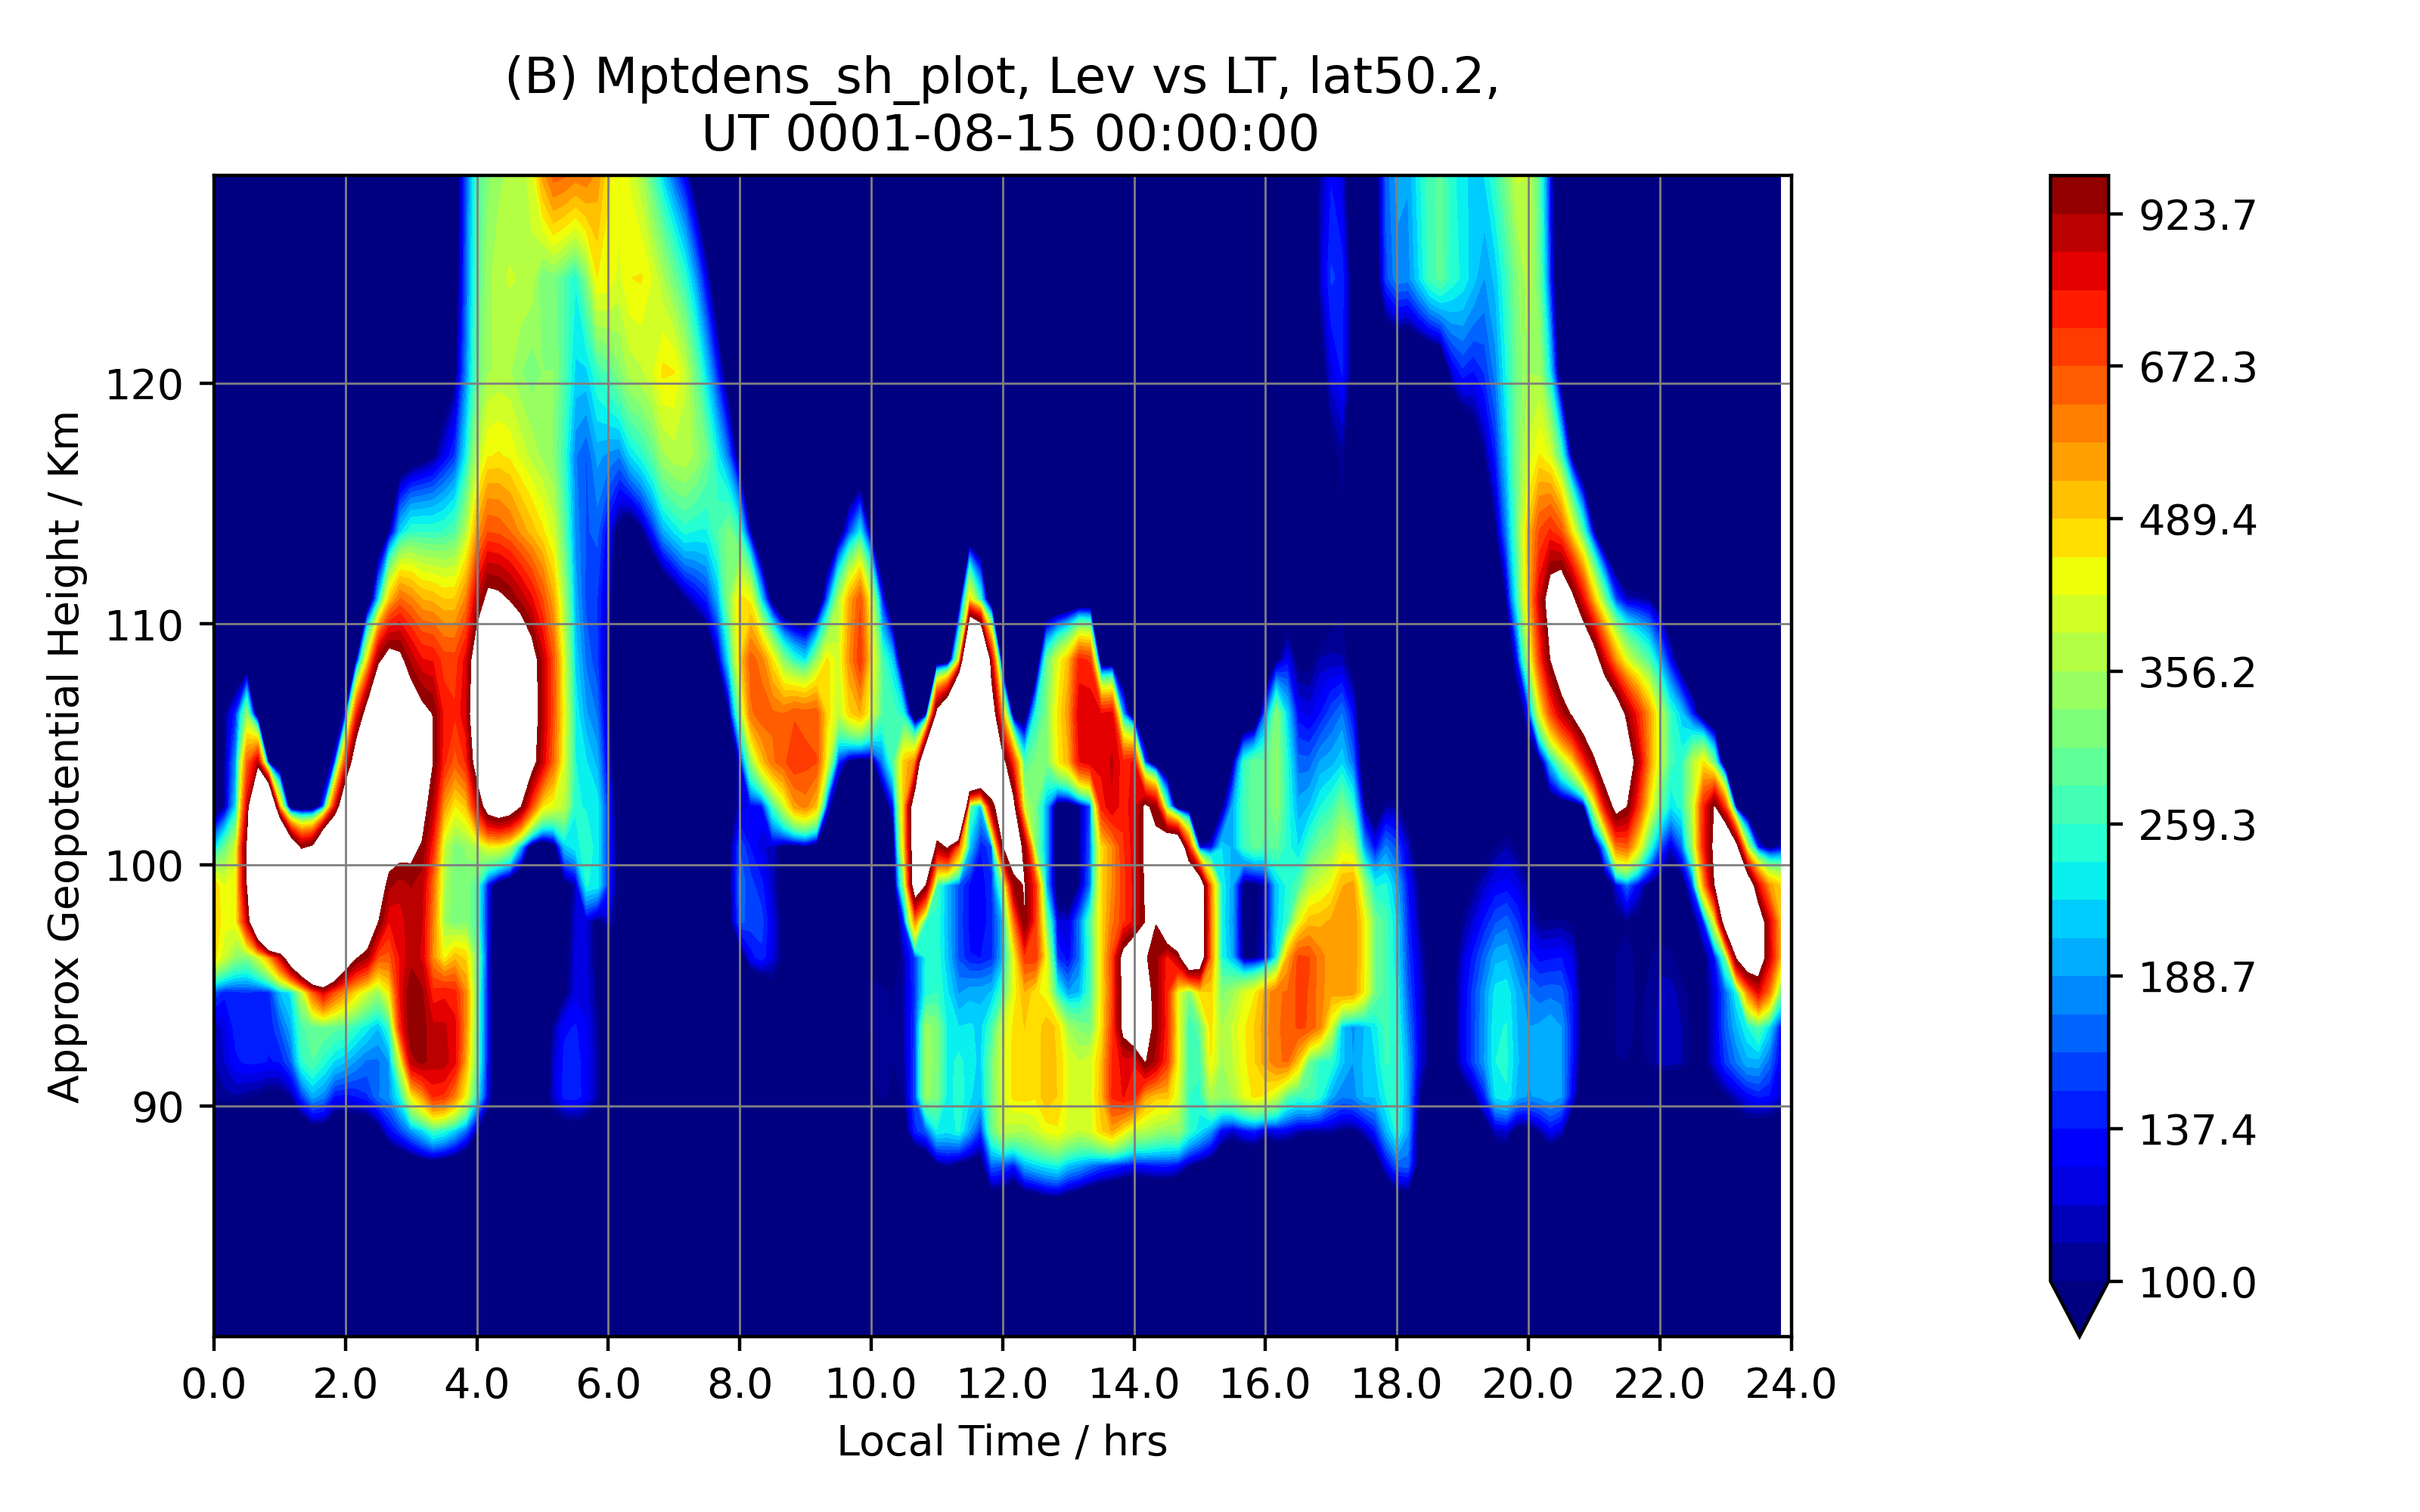 (B) Mptdens_sh_plot, Lev vs LT, lat50.2,
UT 0001-08-15 00:00:00
Approx Geopotential Height / Km
120
110
100
90
0.0 2.0 4.0 6.0 8.0 10.0 12.0 14.0 16.0 18.0 20.0 22.0 24.0
Local Time / hrs
923.7
672.3
489.4
356.2
259.3
188.7
137.4
100.0